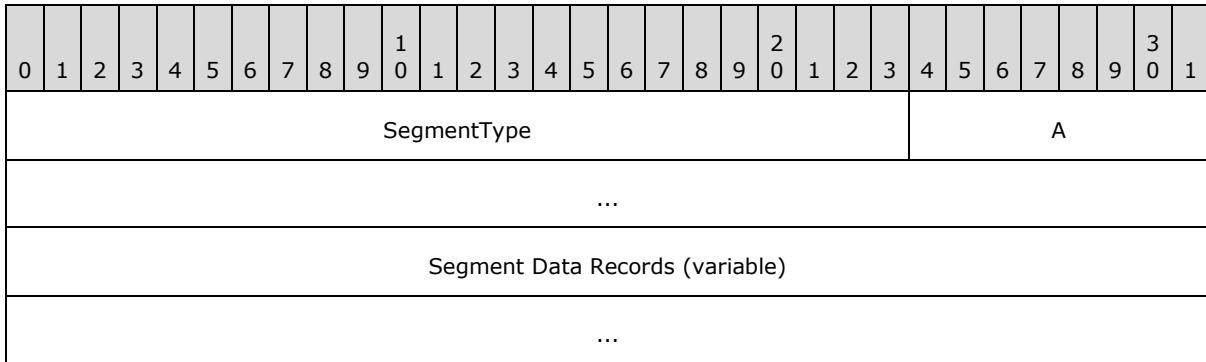 1 2 3
0 1 2 3 4 5 6 7 8 9 0 1 2 3 4 5 6 7 8 9 0 1 2 3 4 5 6 7 8 9 0 1
SegmentType A
...
Segment Data Records (variable)
...